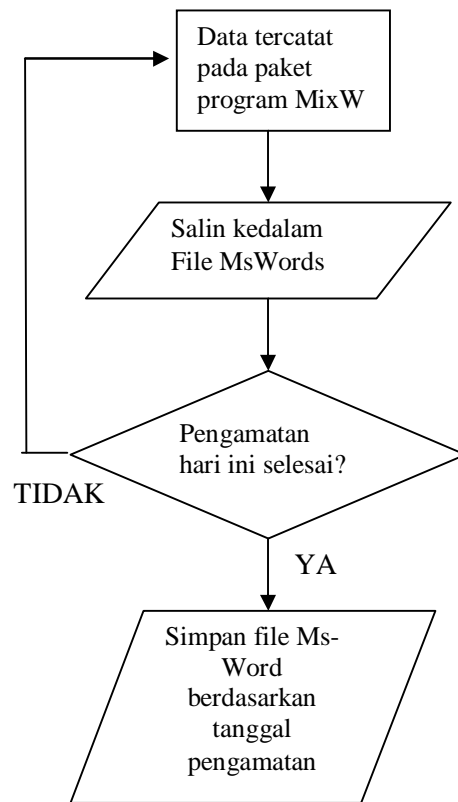 Data tercatat
pada paket
program MixW
Salin kedalam
File MsWords
Pengamatan
hari ini selesai?
TIDAK
YA
Simpan file Ms-
Word
berdasarkan
tanggal
pengamatan